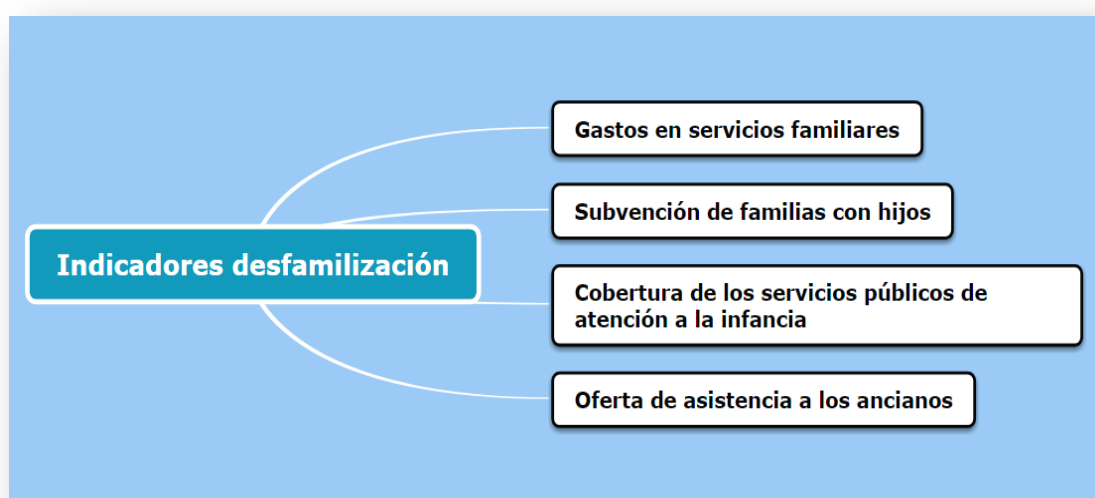 Gastos en servicios familiares
Subvención de familias con hijos
Indicadores desfamilización
Cobertura de los servicios públicos de
atención a la infancia
Oferta de asistencia a los ancianos